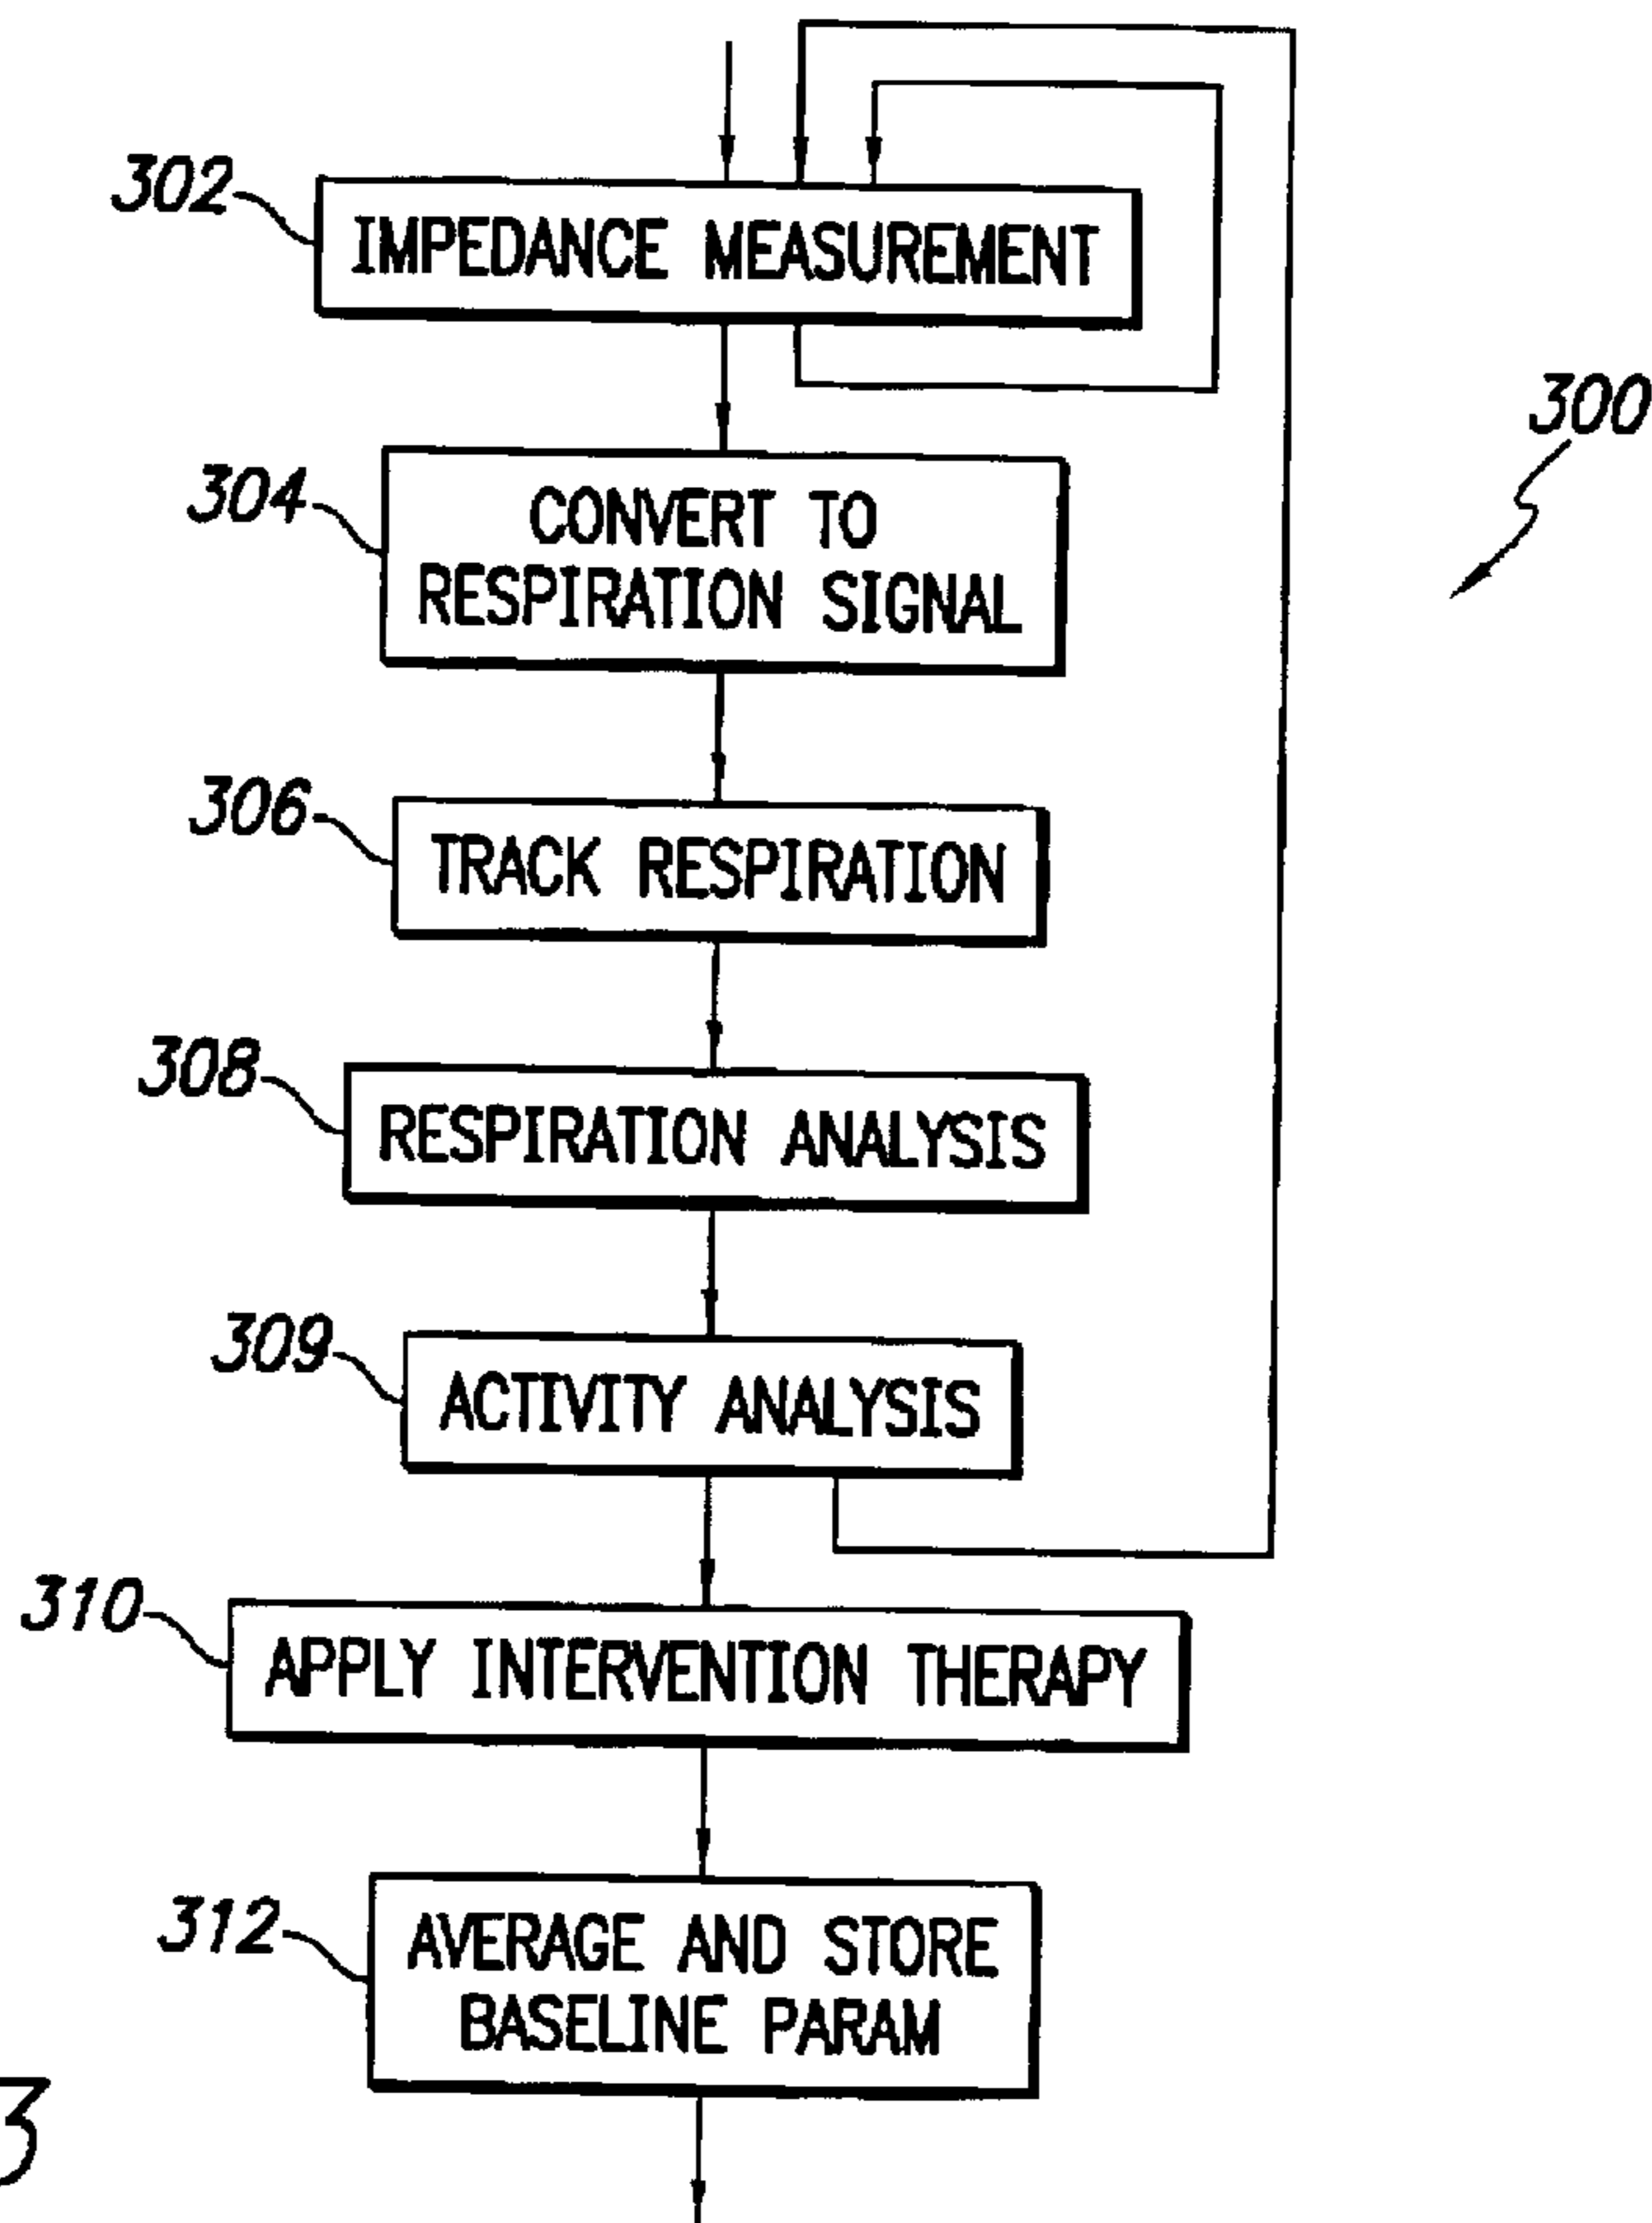 302
IMPEDANCE MEASUREMENT
300
304
CONVERT TO
RESPIRATION SIGNAL
306
TRACK RESPIRATION
308
RESPIRATION ANALYSIS
309
ACTIVITY ANALYSIS
310
APPLY INTERVENTION THERAPY
312
AVERAGE AND STORE
BASELINE PARAM
3